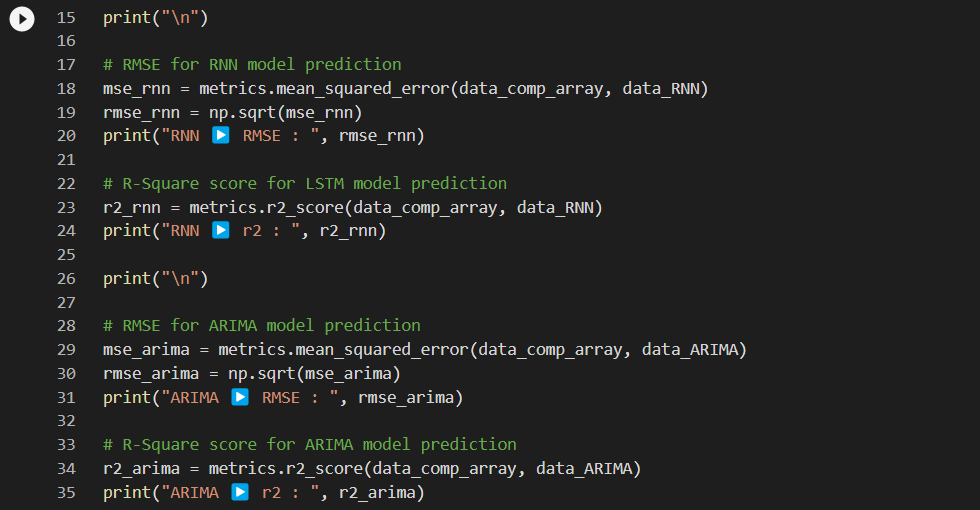 15 print("\n")
16
17 # RMSE for RNN model prediction
18 mse_rnn = metrics.mean_squared_error(data_comp_array, data_RNN)
19 rmse_rnn = np.sqrt(mse_rnn)
20 print("RNN ▶️ RMSE : ", rmse_rnn)
21
22 # R-Square score for LSTM model prediction
23 r2_rnn = metrics.r2_score(data_comp_array, data_RNN)
24 print("RNN ▶️ r2 : ", r2_rnn)
25
26 print("\n")
27
28 # RMSE for ARIMA model prediction
29 mse_arima = metrics.mean_squared_error(data_comp_array, data_ARIMA)
30 rmse_arima = np.sqrt(mse_arima)
31 print("ARIMA ▶️ RMSE : ", rmse_arima)
32
33 # R-Square score for ARIMA model prediction
34 r2_arima = metrics.r2_score(data_comp_array, data_ARIMA)
35 print("ARIMA ▶️ r2 : ", r2_arima)